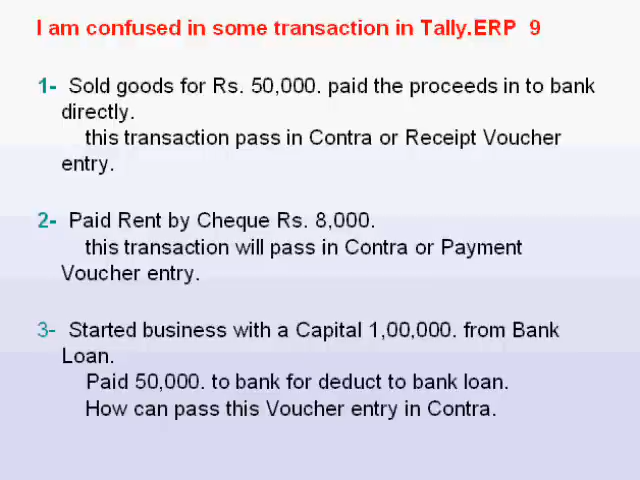 I am confused in some transaction in Tally.ERP 9
1- Sold goods for Rs. 50,000. paid the proceeds in to bank
directly.
this transaction pass in Contra or Receipt Voucher
entry.
2- Paid Rent by Cheque Rs. 8,000.
this transaction will pass in Contra or Payment
Voucher entry.
3- Started business with a Capital 1,00,000. from Bank
Loan.
Paid 50,000. to bank for deduct to bank loan.
How can pass this Voucher entry in Contra.